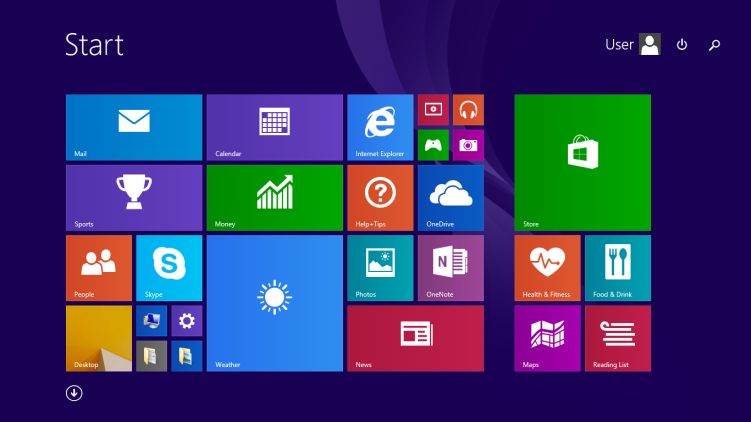 Start
User
Mail
Calendar
Internet Explorer
Store
Sports
Money
Help+Tips
OneDrive
People
Skype
Weather
Photos
N
OneNote
Health & Fitness
Food & Drink
Desktop
News
Maps
Reading List